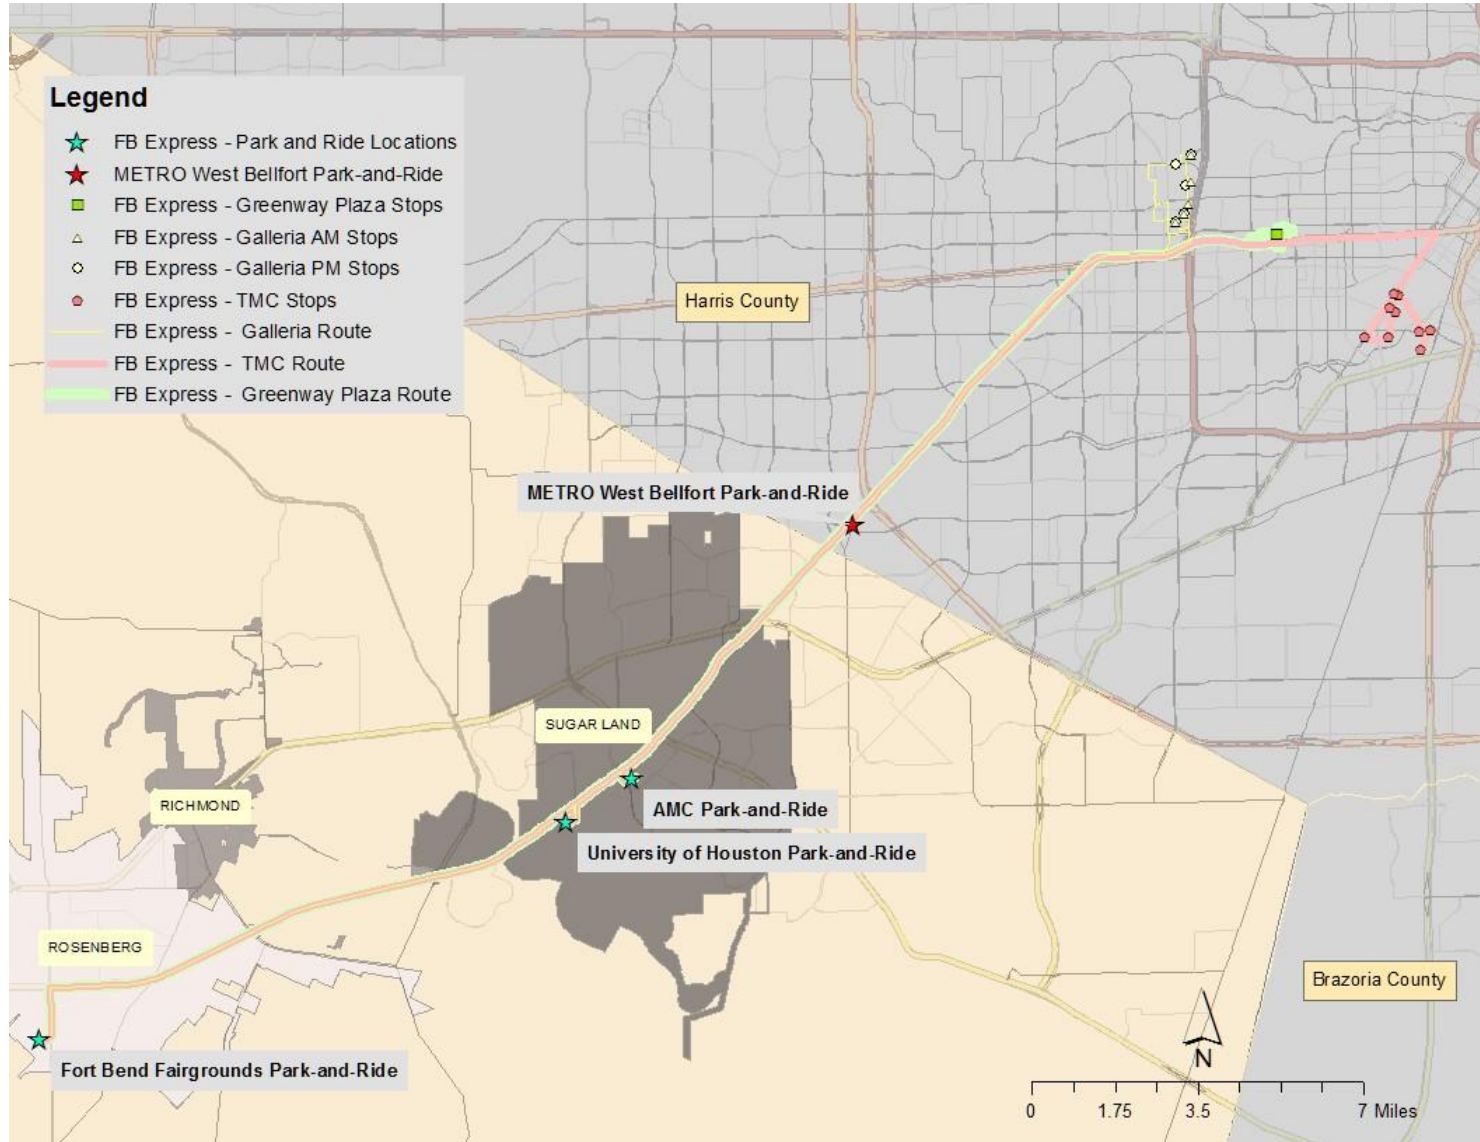 Legend
FB Express - Park and Ride Locations
METRO West Bellfort Park-and-Ride
FB Express - Greenway Plaza Stops
FB Express - Galleria AM Stops
FB Express - Galleria PM Stops
FB Express - TMC Stops
FB Express - Galleria Route
FB Express - TMC Route
FB Express - Greenway Plaza Route
Harris County
METRO West Bellfort Park-and-Ride
SUGAR LAND
AMC Park-and-Ride
RICHMOND
University of Houston Park-and-Ride
ROSENBERG
Brazoria County
Fort Bend Fairgrounds Park-and-Ride
N
0 1.75 3.5 7 Miles